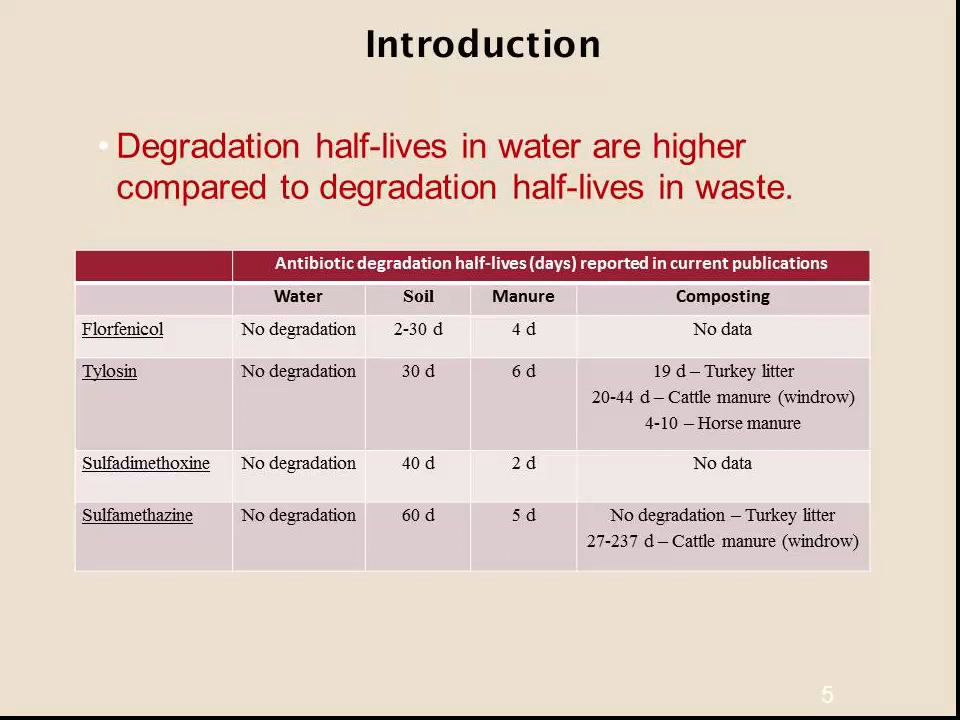 Introduction
• Degradation half-lives in water are higher
compared to degradation half-lives in waste.
Antibiotic degradation half-lives (days) reported in current publications
Water Soil Manure Composting
Florfenicol No degradation 2-30 d 4 d No data
Tylosin No degradation 30 d 6 d 19 d – Turkey litter
20-44 d – Cattle manure (windrow)
4-10 – Horse manure
Sulfadimethoxine No degradation 40 d 2 d No data
Sulfamethazine No degradation 60 d 5 d No degradation – Turkey litter
27-237 d – Cattle manure (windrow)
5